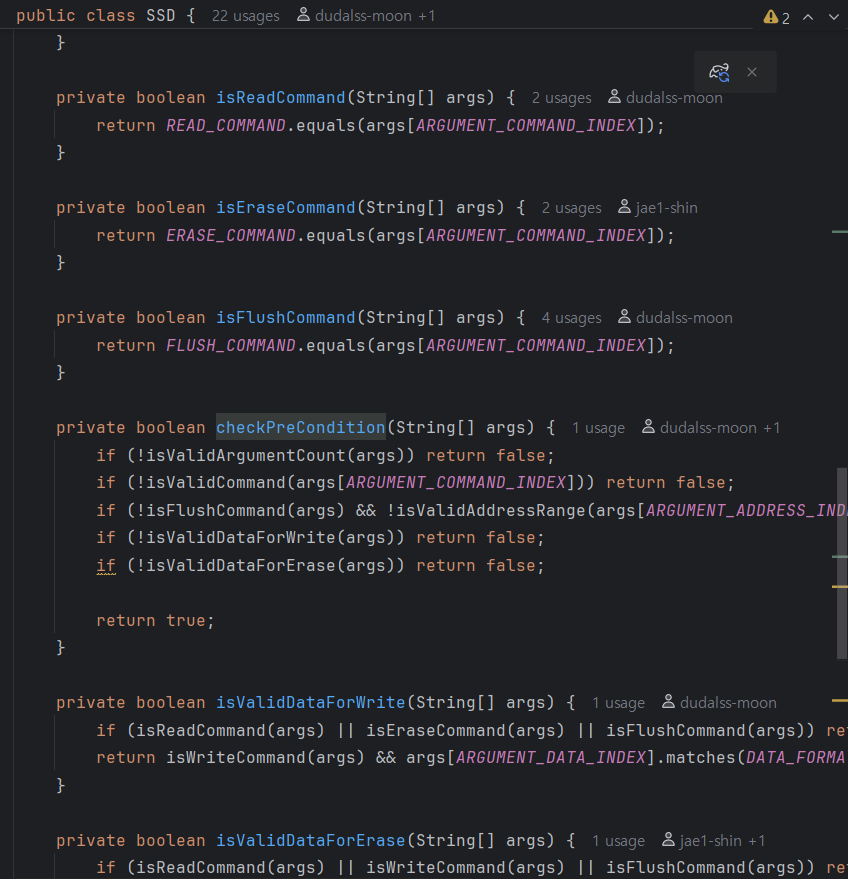 public class SSD { 22 usages dudalss-moon +1 2
}
private boolean isReadCommand(String[] args) { 2 usages dudalss-moon
return READ_COMMAND.equals(args[ARGUMENT_COMMAND_INDEX]);
}
private boolean isEraseCommand(String[] args) { 2 usages jae1-shin
return ERASE_COMMAND.equals(args[ARGUMENT_COMMAND_INDEX]);
}
private boolean isFlushCommand(String[] args) { 4 usages dudalss-moon
return FLUSH_COMMAND.equals(args[ARGUMENT_COMMAND_INDEX]);
}
private boolean checkPreCondition(String[] args) { 1 usage dudalss-moon +1
if (!isValidArgumentCount(args)) return false;
if (!isValidCommand(args[ARGUMENT_COMMAND_INDEX])) return false;
if (!isFlushCommand(args) && !isValidAddressRange(args[ARGUMENT_ADDRESS_IND
if (!isValidDataForWrite(args)) return false;
if (!isValidDataForErase(args)) return false;
return true;
}
private boolean isValidDataForWrite(String[] args) { 1 usage dudalss-moon
if (isReadCommand(args) || isEraseCommand(args) || isFlushCommand(args)) ret
return isWriteCommand(args) && args[ARGUMENT_DATA_INDEX].matches(DATA_FORMA
}
private boolean isValidDataForErase(String[] args) { 1 usage jae1-shin +1
if (isReadCommand(args) || isWriteCommand(args) || isFlushCommand(args)) ret